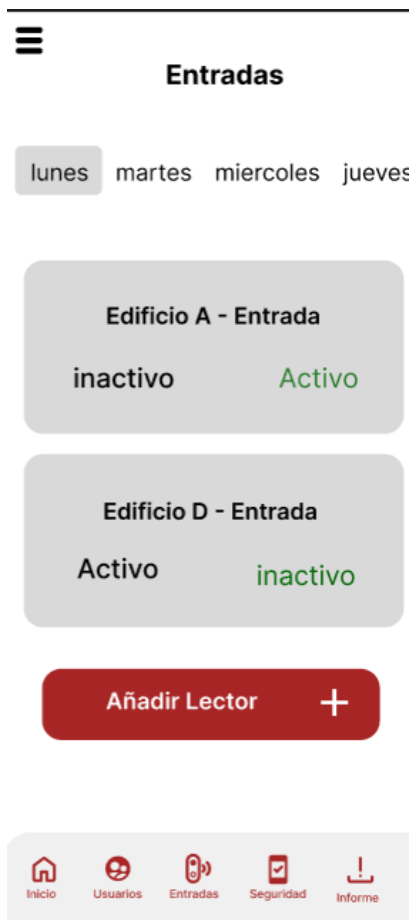 Entradas
lunes martes miercoles jueves
Edificio A - Entrada
inactivo Activo
Edificio D - Entrada
Activo inactivo
Añadir Lector +
Inicio Usuarios Entradas Seguridad Informe